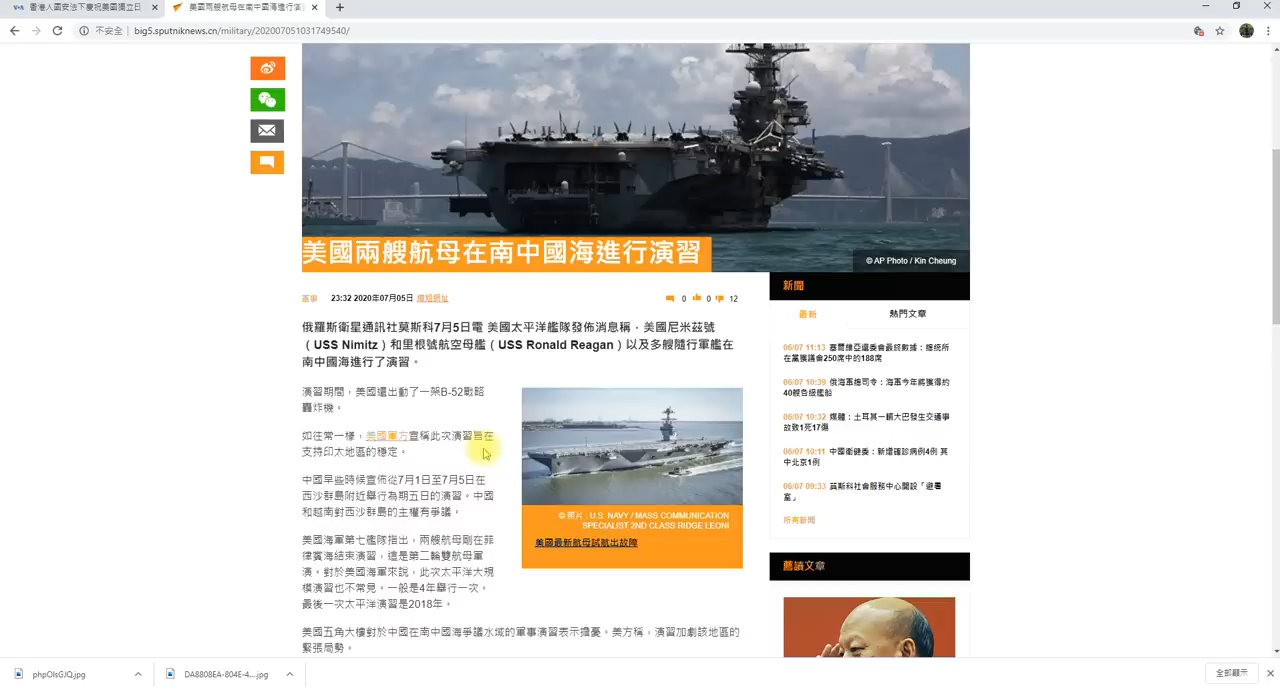 VOA 香港人國安法下慶祝美國獨立日
美國兩艘航母在南中國海進行演習
不安全 | big5.sputniknews.cn/military/202007051031749540/
美國兩艘航母在南中國海進行演習
© AP Photo / Kin Cheung
軍事 23:32 2020年07月05日 縮短網址
0 0 12
俄羅斯衛星通訊社莫斯科7月5日電 美國太平洋艦隊發佈消息稱，美國尼米茲號
（USS Nimitz）和里根號航空母艦（USS Ronald Reagan）以及多艘隨行軍艦在
南中國海進行了演習。
演習期間，美國還出動了一架B-52戰略
轟炸機。
如往常一樣，美國軍方宣稱此次演習旨在
支持印太地區的穩定。
中國早些時候宣佈從7月1日至7月5日在
西沙群島附近舉行為期五日的演習。中國
和越南對西沙群島的主權有爭議。
美國海軍第七艦隊指出，兩艘航母剛在菲
律賓海結束演習，這是第二輪雙航母軍
演。對於美國海軍來說，此次太平洋大規
模演習也不常見。一般是4年舉行一次。
最後一次太平洋演習是2018年。
© 照片 : U.S. NAVY / MASS COMMUNICATION
SPECIALIST 2ND CLASS RIDGE LEONI
美國最新航母試航出故障
美國五角大樓對於中國在南中國海爭議水域的軍事演習表示擔憂。美方稱，演習加劇該地區的
緊張局勢。
新聞
最新 熱門文章
06/07 11:13 塞爾維亞選委會最終數據：總統所
在黨獲議會250席中的188席
06/07 10:39 俄海軍總司令：海軍今年將獲得約
40艘各級艦船
06/07 10:32 媒體：土耳其一輛大巴發生交通事
故致1死17傷
06/07 10:11 中國衛健委：新增確診病例4例 其
中北京1例
06/07 09:33 莫斯科社會服務中心開設「避暑
室」
所有新聞
薦讀文章
phpOIsGJQ.jpg
DA8808EA-804E-4....jpg
全部顯示